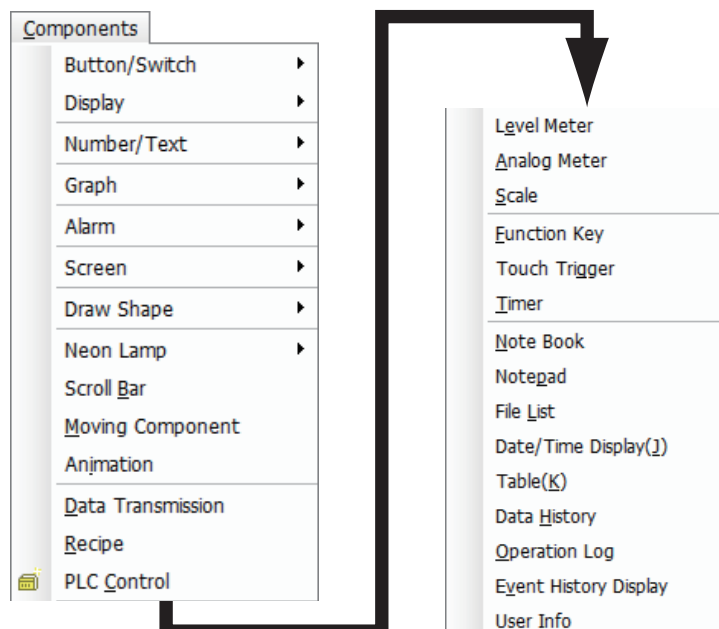 Components
Button/Switch
Display
Number/Text
Graph
Alarm
Screen
Draw Shape
Neon Lamp
Scroll Bar
Moving Component
Animation
Data Transmission
Recipe
PLC Control
Level Meter
Analog Meter
Scale
Function Key
Touch Trigger
Timer
Note Book
Notepad
File List
Date/Time Display(J)
Table(K)
Data History
Operation Log
Event History Display
User Info